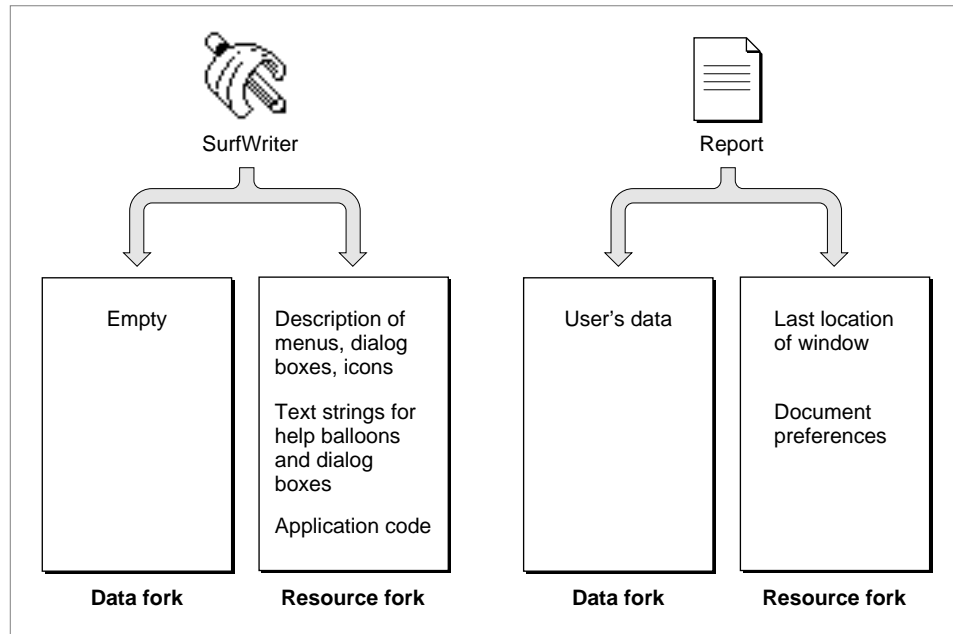 SurfWriter
Report
Empty
Description of
menus, dialog
boxes, icons
Text strings for
help balloons
and dialog
boxes
Application code
User's data
Last location
of window
Document
preferences
Data fork
Resource fork
Data fork
Resource fork